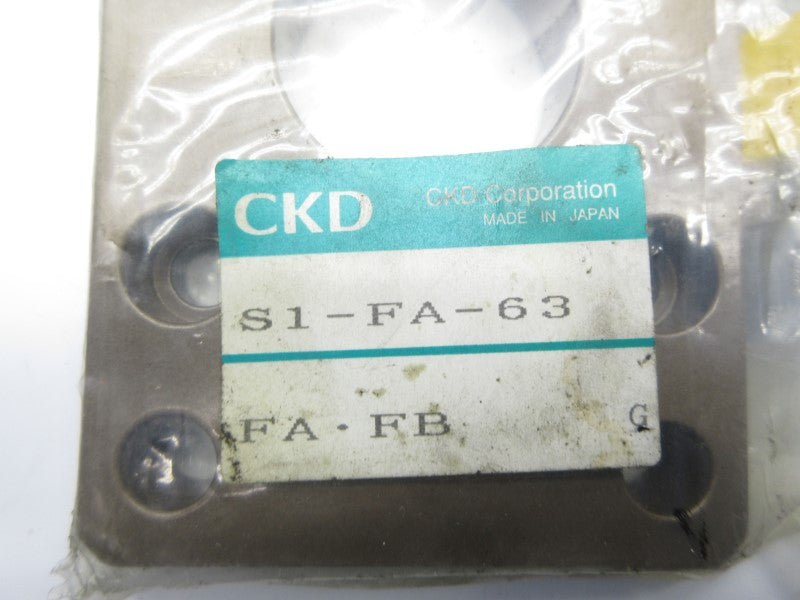 CKD
CKD Corporation
MADE IN JAPAN
S1-FA-63
FA・FB G